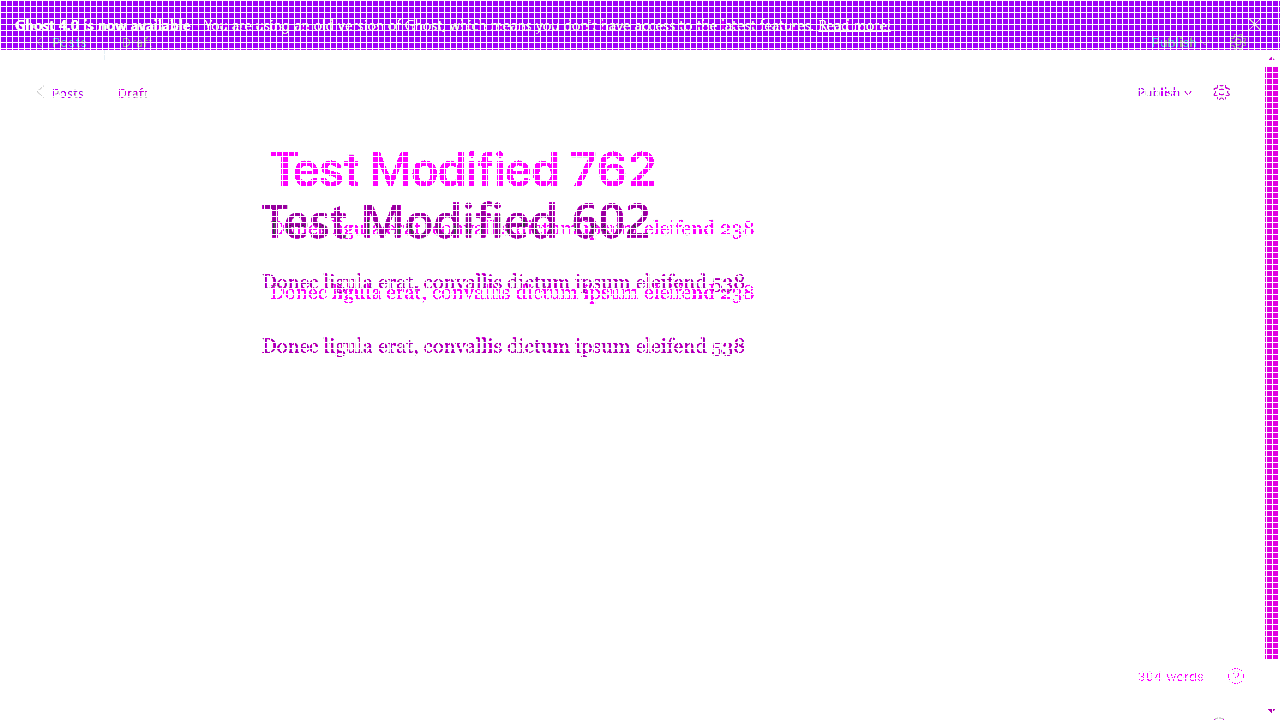 Ghost 4.0 is now available You are using an old version of Ghost, which means you don't have access to the latest features. Read more!
Publish
Posts Draft Publish
Test Modified 762
Test Modified 602
Donec ligula erat, convallis dictum ipsum eleifend 238
Donec ligula erat, convallis dictum ipsum eleifend 538
Donec ligula erat, convallis dictum ipsum eleifend 238
Donec ligula erat, convallis dictum ipsum eleifend 538
304 words